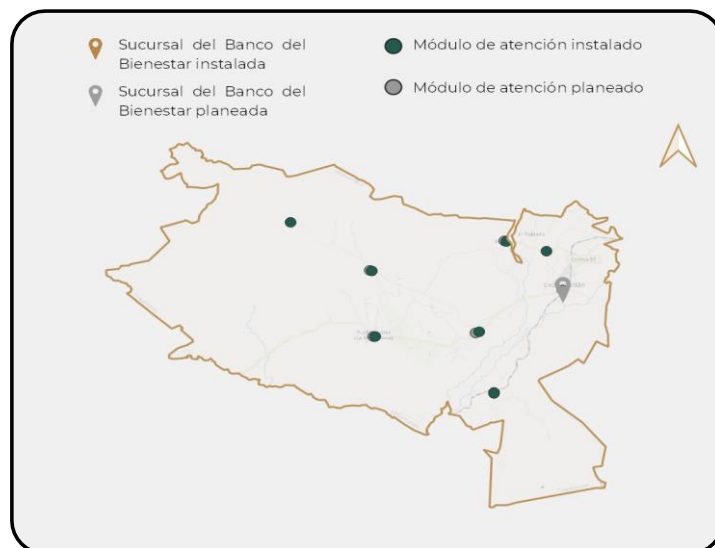 Sucursal del Banco del
Bienestar instalada
Sucursal del Banco del
Bienestar planeada
Módulo de atención instalado
Módulo de atención planeado